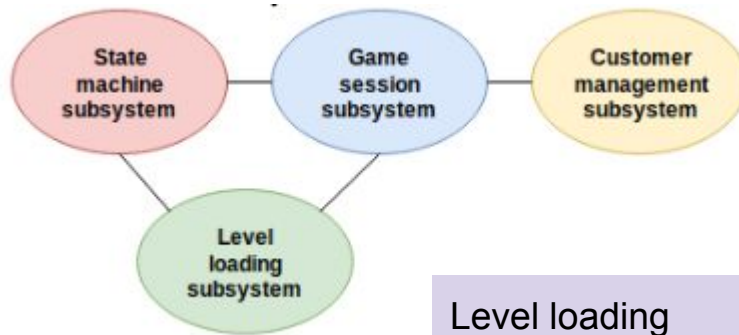 State
machine
subsystem
Game
session
subsystem
Customer
management
subsystem
Level
loading
subsystem
Level loading